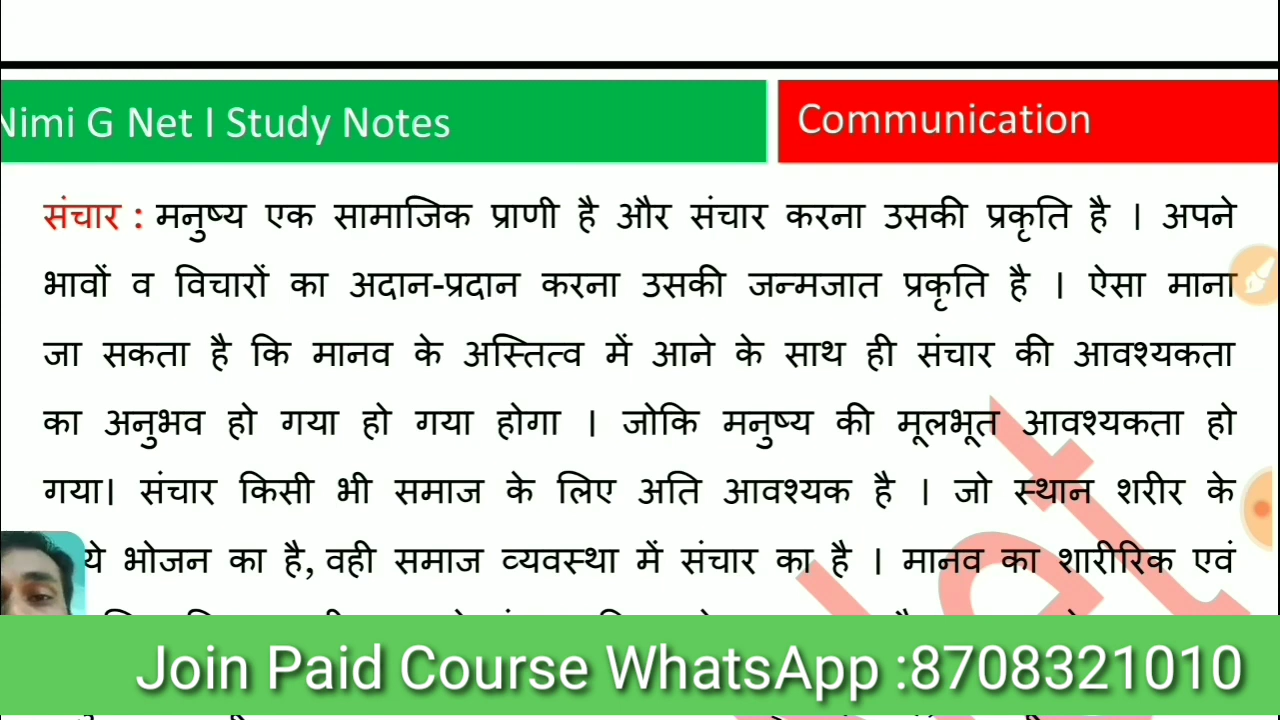 Nimi G Net I Study Notes
Communication
संचार : मनुष्य एक सामाजिक प्राणी है और संचार करना उसकी प्रकृति है । अपने
भावों व विचारों का अदान-प्रदान करना उसकी जन्मजात प्रकृति है । ऐसा माना
जा सकता है कि मानव के अस्तित्व में आने के साथ ही संचार की आवश्यकता
का अनुभव हो गया हो गया होगा । जोकि मनुष्य की मूलभूत आवश्यकता हो
गया। संचार किसी भी समाज के लिए अति आवश्यक है । जो स्थान शरीर के
ये भोजन का है, वही समाज व्यवस्था में संचार का है । मानव का शारीरिक एवं
Join Paid Course WhatsApp :8708321010